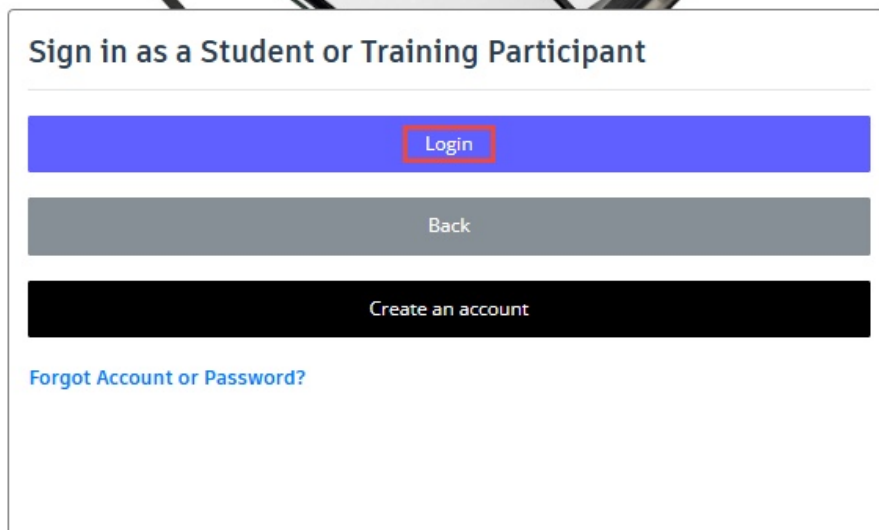 Sign in as a Student or Training Participant
Login
Back
Create an account
Forgot Account or Password?